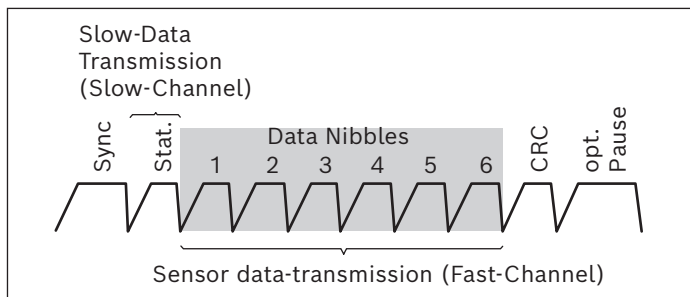 Slow-Data
Transmission
(Slow-Channel)
Sync
Stat.
Data Nibbles
1 2 3 4 5 6
CRC
opt.
Pause
Sensor data-transmission (Fast-Channel)